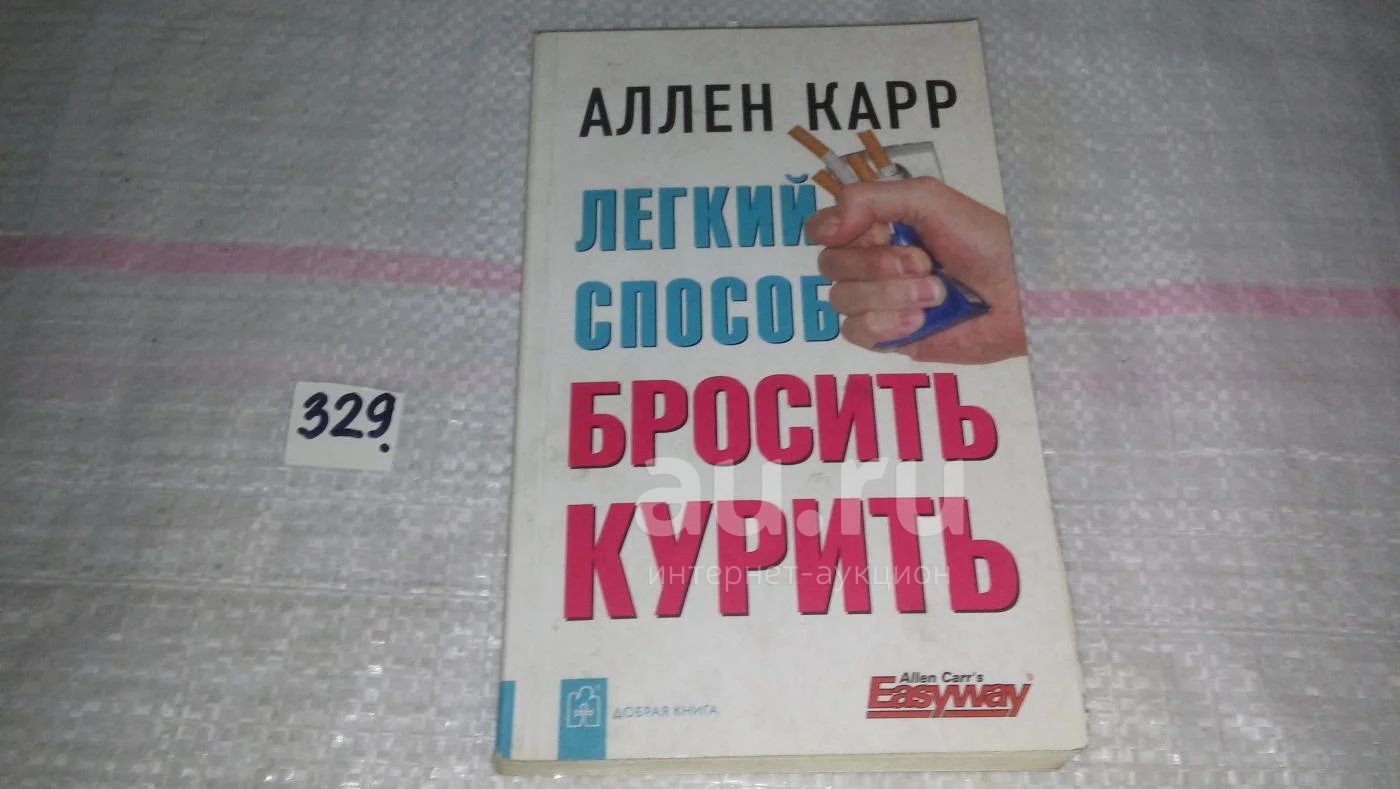 АЛЛЕН КАРР
ЛЕГКИЙ
СПОСОБ
БРОСИТЬ
КУРИТЬ
329.
au.ru
интернет-аукцион
ДОБРАЯ КНИГА
Allen Carr's
Easyway